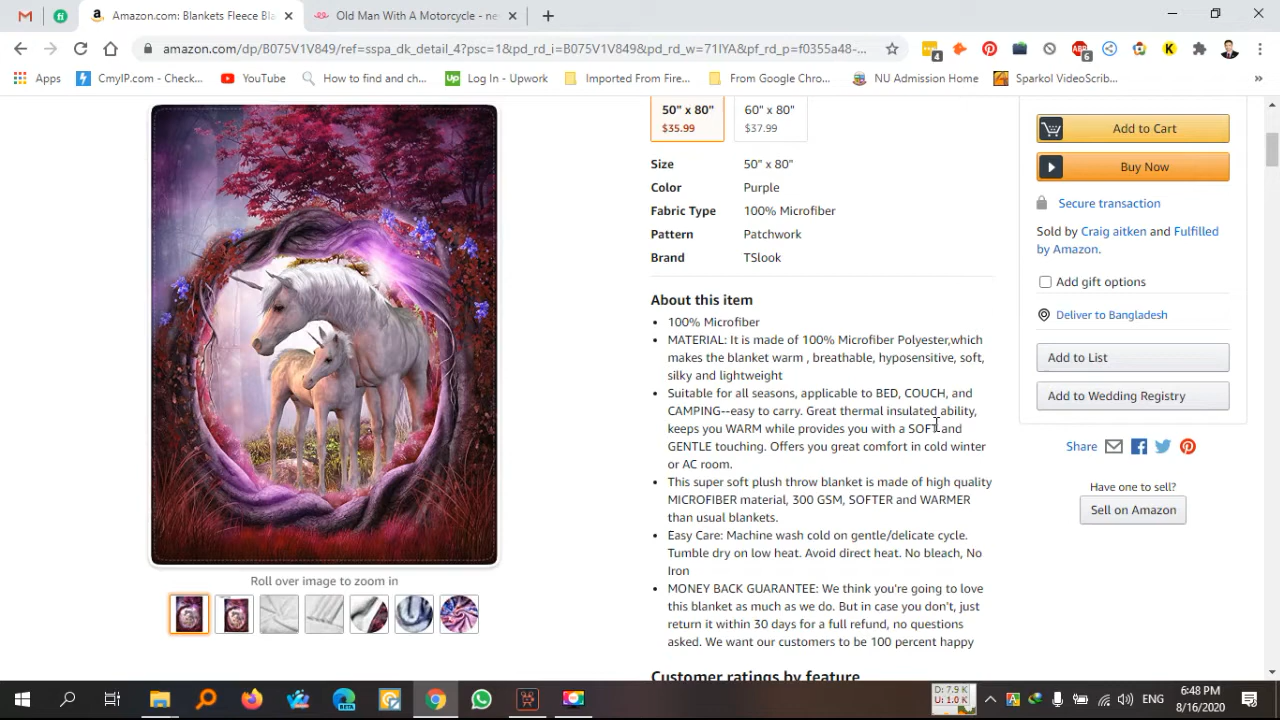 Amazon.com: Blankets Fleece Bla
Old Man With A Motorcycle - ne
amazon.com/dp/B075V1V849/ref=sspa_dk_detail_4?psc=1&pd_rd_i=B075V1V849&pd_rd_w=71lYA&pf_rd_p=f0355a48-...
4
ABP
6
K
Apps
CmyIP.com - Check...
YouTube
How to find and ch...
Up
Log In - Upwork
Imported From Fire...
From Google Chro...
NU Admission Home
Sparkol VideoScrib...
50" x 80"
$35.99
60" x 80"
$37.99
Size 50" x 80"
Color Purple
Fabric Type 100% Microfiber
Pattern Patchwork
Brand TSlook
About this item
• 100% Microfiber
• MATERIAL: It is made of 100% Microfiber Polyester,which
makes the blanket warm , breathable, hyposensitive, soft,
silky and lightweight
• Suitable for all seasons, applicable to BED, COUCH, and
CAMPING--easy to carry. Great thermal insulated ability,
keeps you WARM while provides you with a SOFT and
GENTLE touching. Offers you great comfort in cold winter
or AC room.
• This super soft plush throw blanket is made of high quality
MICROFIBER material, 300 GSM, SOFTER and WARMER
than usual blankets.
• Easy Care: Machine wash cold on gentle/delicate cycle.
Tumble dry on low heat. Avoid direct heat. No bleach, No
Iron
• MONEY BACK GUARANTEE: We think you're going to love
this blanket as much as we do. But in case you don't, just
return it within 30 days for a full refund, no questions
asked. We want our customers to be 100 percent happy
Customer ratings by feature
Roll over image to zoom in
Add to Cart
Buy Now
Secure transaction
Sold by Craig aitken and Fulfilled
by Amazon.
Add gift options
Deliver to Bangladesh
Add to List
Add to Wedding Registry
Share
Have one to sell?
Sell on Amazon
D: 7.9 K
U: 1.0 K
ENG
6:48 PM
8/16/2020